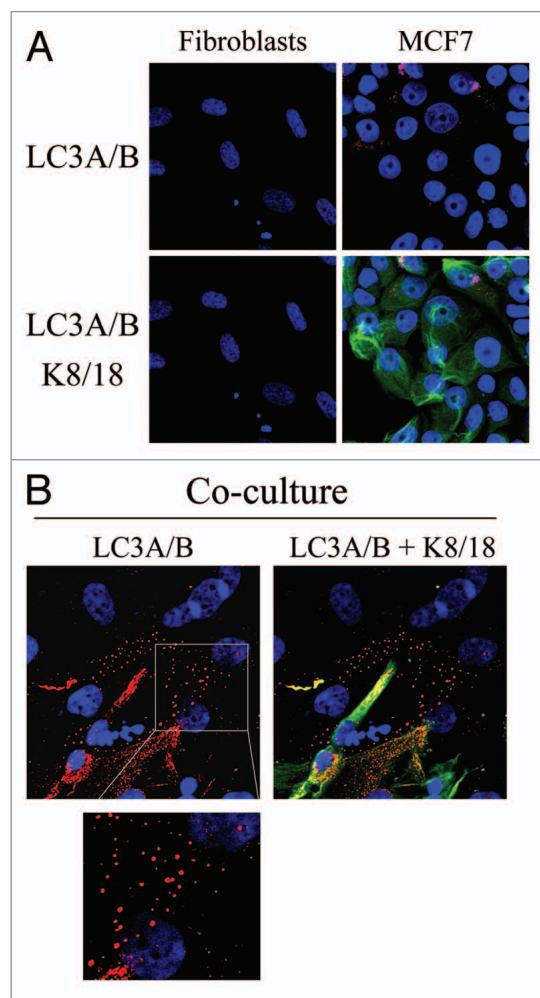 A
Fibroblasts MCF7
LC3A/B
LC3A/B
K8/18
B
Co-culture
LC3A/B LC3A/B + K8/18